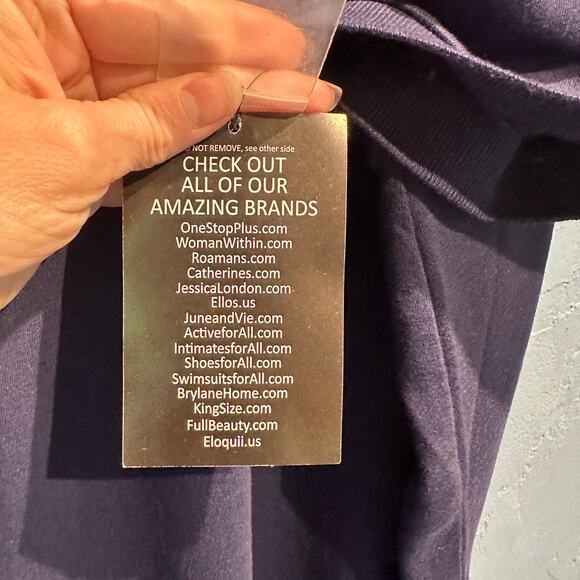 NOT REMOVE, see other side
CHECK OUT
ALL OF OUR
AMAZING BRANDS
OneStopPlus.com
WomanWithin.com
Roamans.com
Catherines.com
JessicaLondon.com
Ellos.us
JuneandVie.com
ActiveforAll.com
IntimatesforAll.com
ShoesforAll.com
SwimsuitsforAll.com
BrylaneHome.com
KingSize.com
FullBeauty.com
Eloquii.us